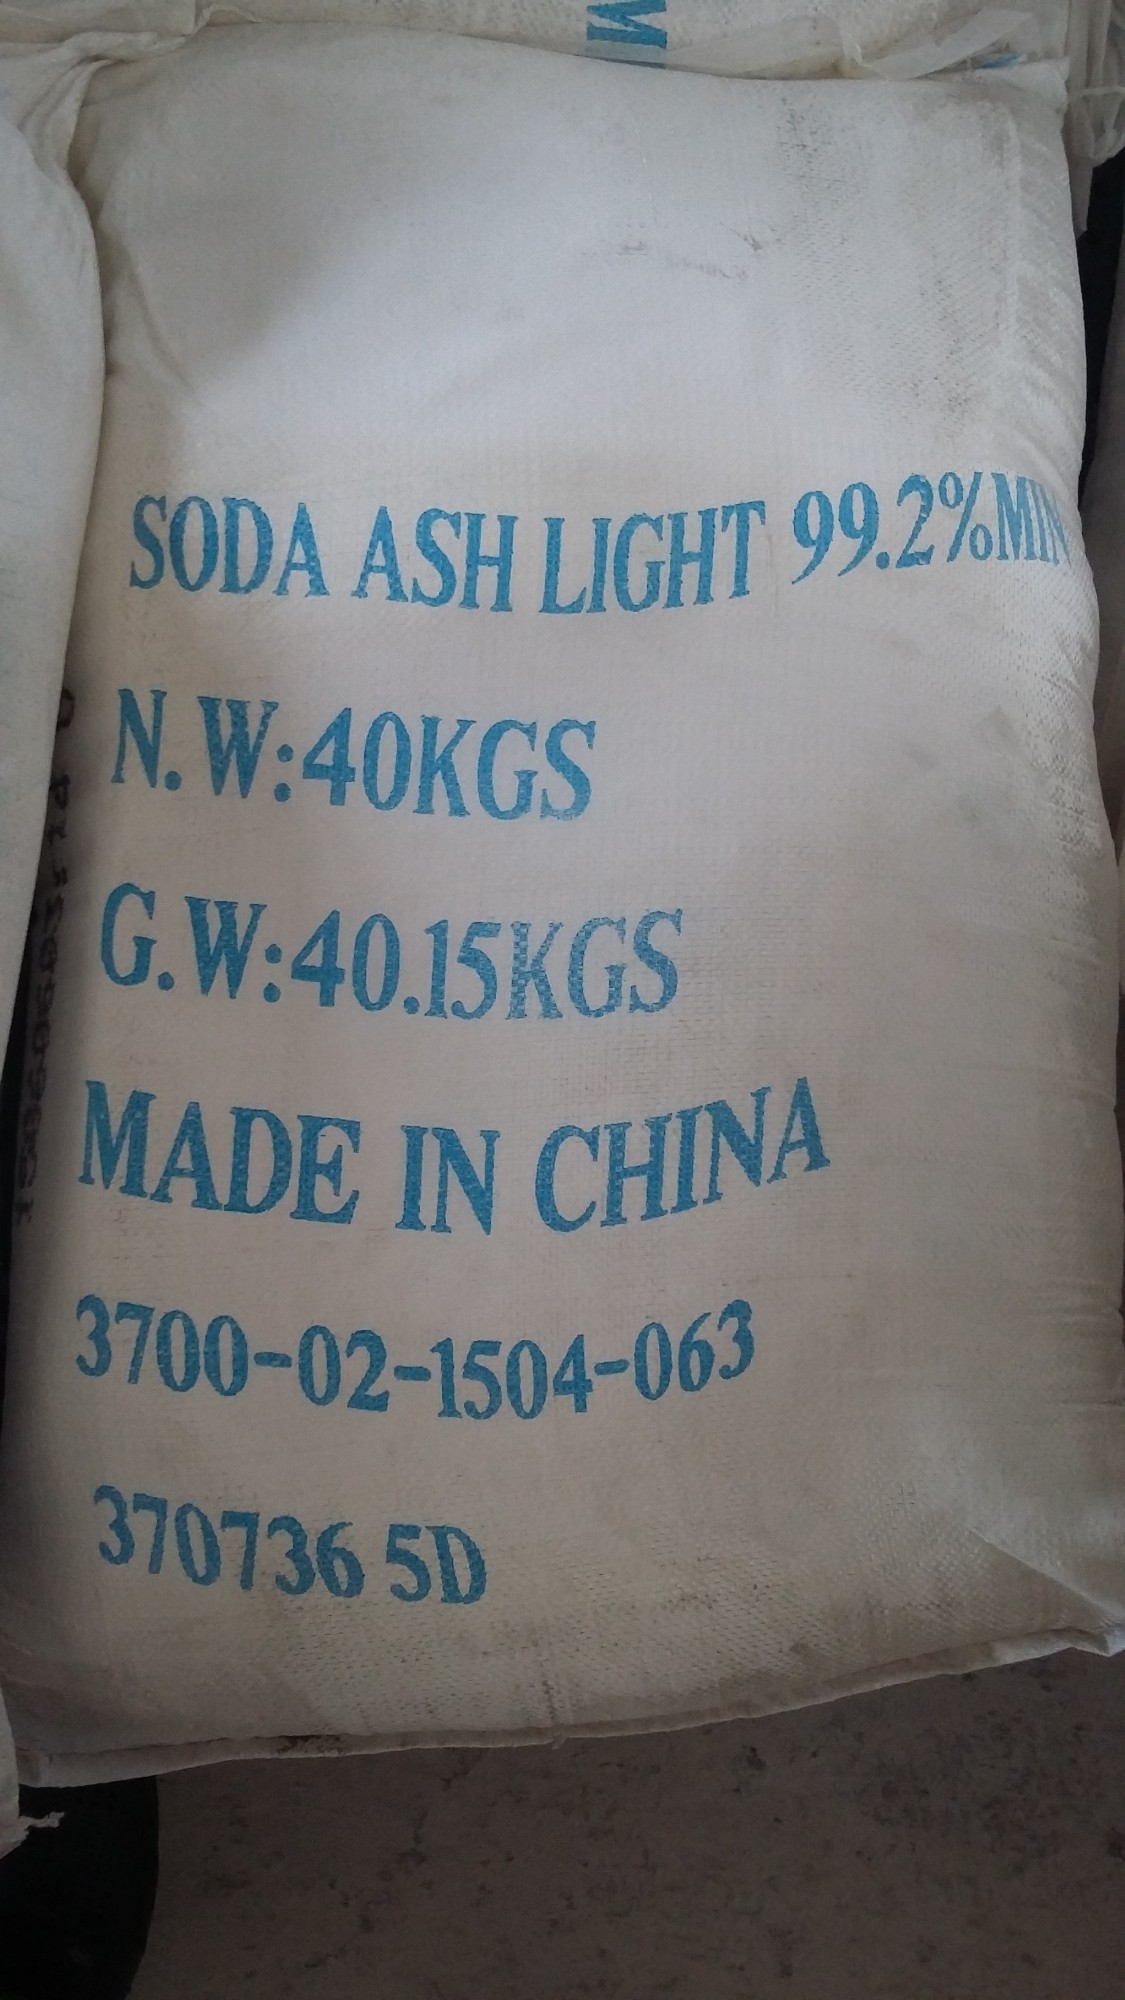 SODA ASH LIGHT 99.2%MIN
N.W:40KGS
G.W:40.15KGS
MADE IN CHINA
3700-02-1504-063
370736 5D